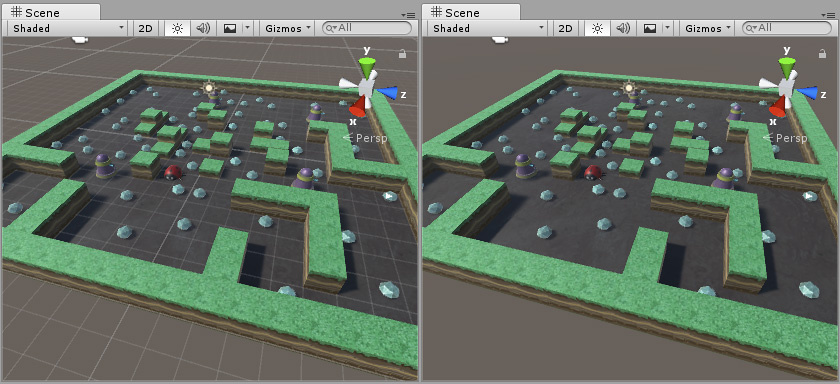 Scene
Shaded 2D Gizmos All
y
z
x
Persp
Scene
Shaded 2D Gizmos All
y
z
x
Persp